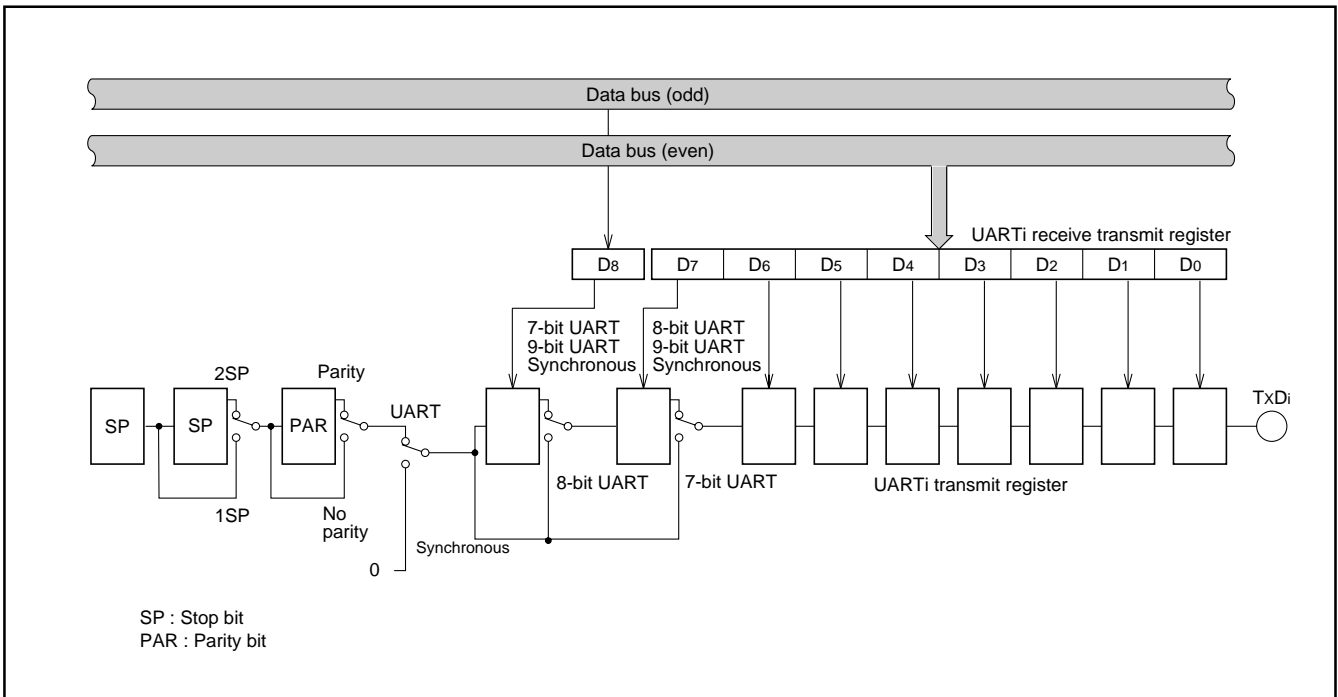 Data bus (odd)
Data bus (even)
UARTi receive transmit register
D8 D7 D6 D5 D4 D3 D2 D1 D0
7-bit UART
9-bit UART
Synchronous
8-bit UART
9-bit UART
Synchronous
2SP
Parity
UART
TxDi
SP
SP
PAR
8-bit UART
7-bit UART
UARTi transmit register
1SP
No
parity
Synchronous
0
SP : Stop bit
PAR : Parity bit